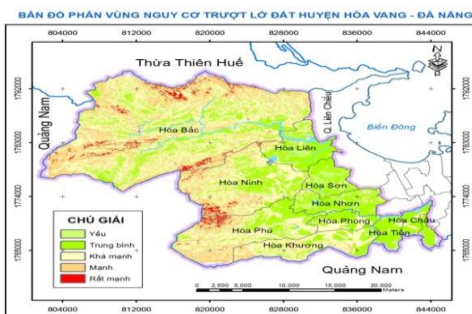 BẢN ĐỒ PHÂN VÙNG NGUY CƠ TRƯỢT LỞ ĐẤT HUYỆN HÒA VANG - ĐÀ NẴNG
804000 812000 820000 828000 836000 844000
Thừa Thiên Huế
N
Quảng Nam
Q. Liên Chiểu
Biển Đông
Hòa Bắc
Hòa Liên
Hòa Ninh
Hòa Sơn
Hòa Nhơn
Hòa Phong
Hòa Châu
Hòa Phú
Hòa Tiến
Hòa Khương
Quảng Nam
CHÚ GIẢI
Yếu
Trung bình
Khá mạnh
Mạnh
Rất mạnh
0 2,500 5,000 10,000 15,000 20,000
Meters
804000 812000 820000 828000 836000 844000